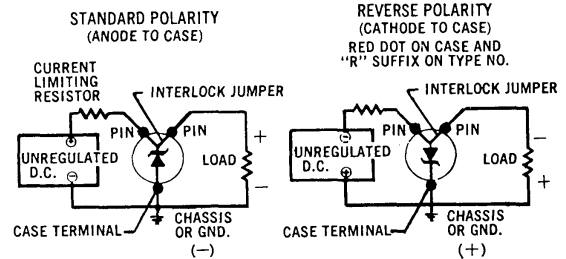 STANDARD POLARITY
(ANODE TO CASE)
CURRENT
LIMITING
RESISTOR
INTERLOCK JUMPER
PIN
PIN
+
UNREGULATED
D.C.
LOAD
−
CASE TERMINAL
CHASSIS
OR GND.
(−)
REVERSE POLARITY
(CATHODE TO CASE)
RED DOT ON CASE AND
"R" SUFFIX ON TYPE NO.
PIN
PIN
−
UNREGULATED
D.C.
LOAD
+
CASE TERMINAL
CHASSIS
OR GND.
(+)